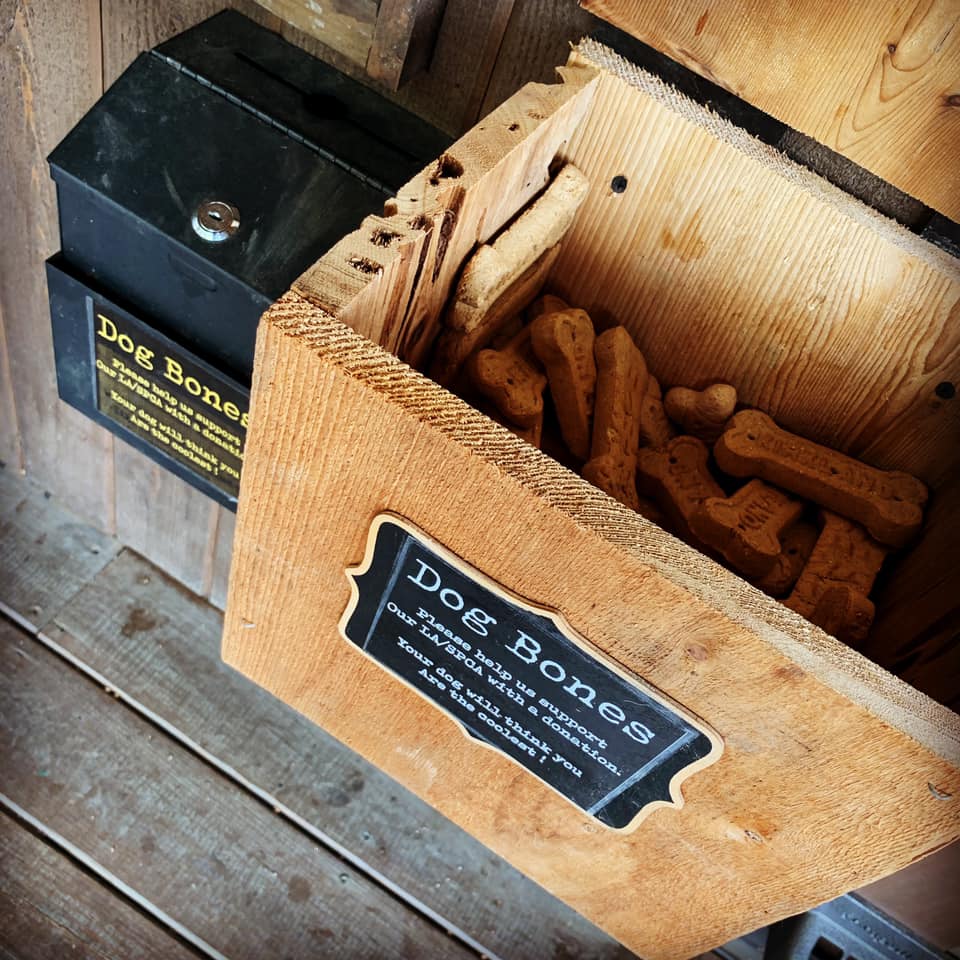 Dog Bones
Please help us support
Our LA/SPCA with a donati
Your dog will think you
Are the coolest !
Dog Bones
Please help us support
Our LA/SPCA with a donation.
Your dog will think you
Are the coolest !